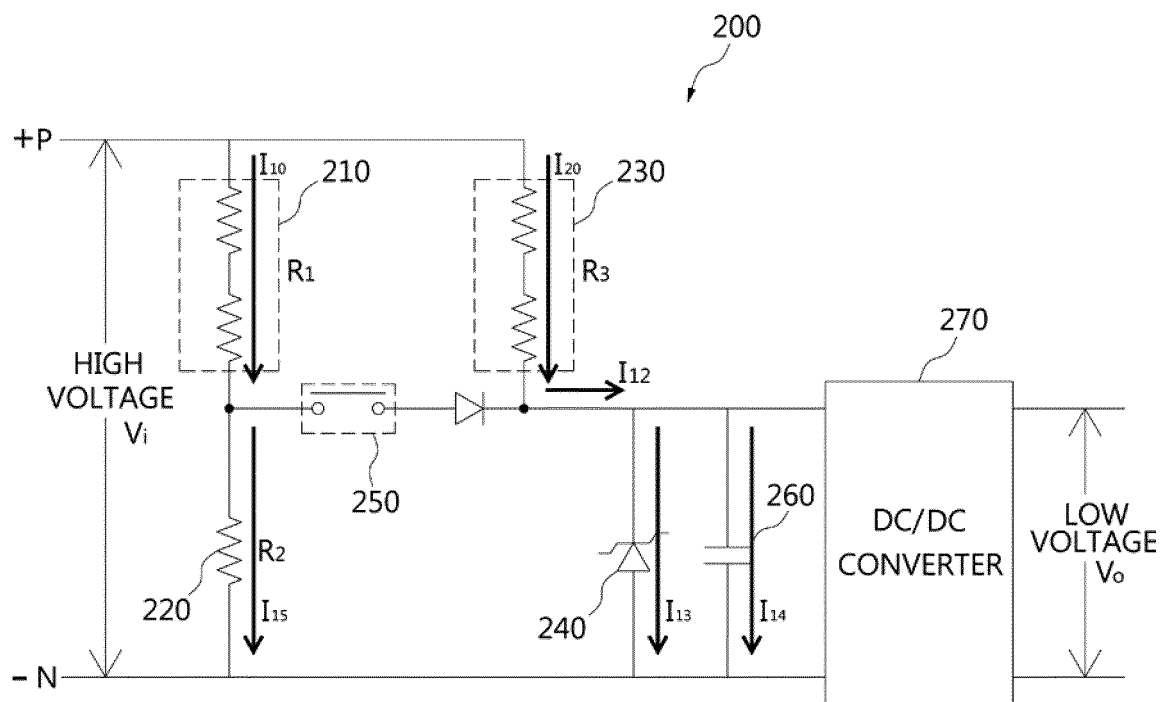 200
+P
I10
210
I20
230
R1
R3
270
HIGH
VOLTAGE
Vi
I12
250
260
DC/DC
CONVERTER
LOW
VOLTAGE
Vo
R2
220
I15
240
I13
I14
- N